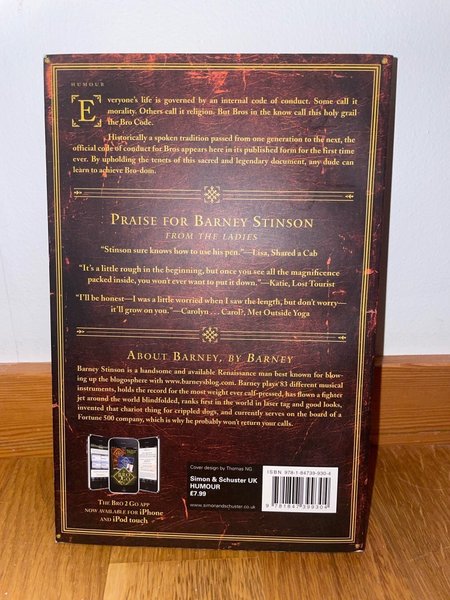 HUMOUR
Everyone's life is governed by an internal code of conduct. Some call it
morality. Others call it religion. But Bros in the know call this holy grail
the Bro Code.
Historically a spoken tradition passed from one generation to the next, the
official code of conduct for Bros appears here in its published form for the first time
ever. By upholding the tenets of this sacred and legendary document, any dude can
learn to achieve Bro-dom.
PRAISE FOR BARNEY STINSON
FROM THE LADIES
“Stinson sure knows how to use his pen.”—Lisa, Shared a Cab
“It's a little rough in the beginning, but once you see all the magnificence
packed inside, you won't ever want to put it down.”—Katie, Lost Tourist
“I'll be honest—I was a little worried when I saw the length, but don't worry—
it'll grow on you.”—Carolyn . . . Carol?, Met Outside Yoga
ABOUT BARNEY, BY BARNEY
Barney Stinson is a handsome and available Renaissance man best known for blow-
ing up the blogosphere with www.barneysblog.com. Barney plays 83 different musical
instruments, holds the record for the most weight ever calf-pressed, has flown a fighter
jet around the world blindfolded, ranks first in the world in laser tag and good looks,
invented that chariot thing for crippled dogs, and currently serves on the board of a
Fortune 500 company, which is why he probably won't return your calls.
THE BRO 2 GO APP
NOW AVAILABLE FOR iPHONE
AND iPOD touch
Cover design by Thomas NG
Simon & Schuster UK
HUMOUR
£7.99
www.simonandschuster.co.uk
ISBN 978-1-84739-930-4
9 781847 399304